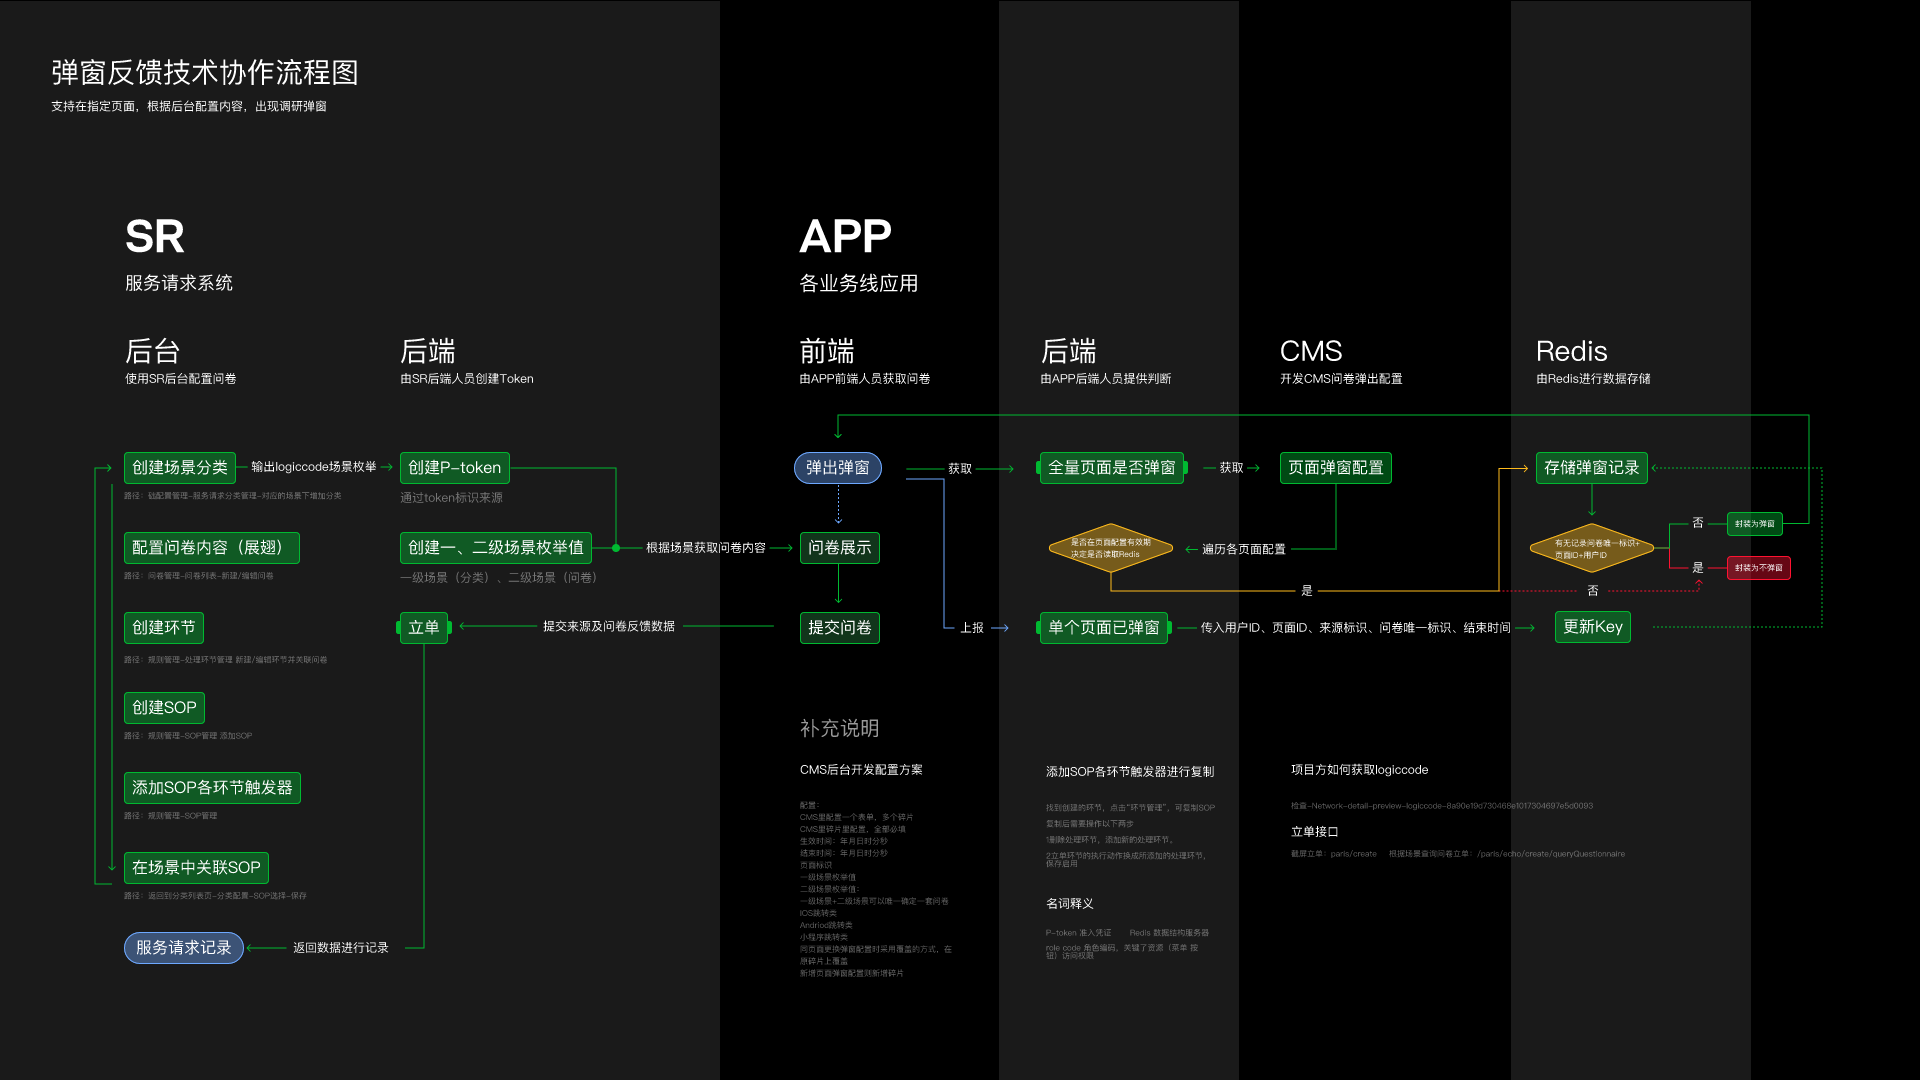 弹窗反馈技术协作流程图
支持在指定页面，根据后台配置内容，出现调研弹窗
SR
服务请求系统
APP
各业务线应用
后台
使用SR后台配置问卷
后端
由SR后端人员创建Token
前端
由APP前端人员获取问卷
后端
由APP后端人员提供判断
CMS
开发CMS问卷弹出配置
Redis
由Redis进行数据存储
创建场景分类
输出logiccode场景枚举
创建P-token
弹出弹窗
获取
全量页面是否弹窗
获取
页面弹窗配置
存储弹窗记录
路径：础配置管理-服务请求分类管理-对应的场景下增加分类
通过token标识来源
否
封装为弹窗
配置问卷内容（展翅）
创建一、二级场景枚举值
根据场景获取问卷内容
问卷展示
是否在页面配置有效期
决定是否读取Redis
遍历各页面配置
有无记录问卷唯一标识+
页面ID+用户ID
是
封装为不弹窗
路径：问卷管理-问卷列表-新建/编辑问卷
一级场景（分类）、二级场景（问卷）
是
否
创建环节
立单
提交来源及问卷反馈数据
提交问卷
上报
单个页面已弹窗
传入用户ID、页面ID、来源标识、问卷唯一标识、结束时间
更新Key
路径：规则管理-处理环节管理 新建/编辑环节并关联问卷
创建SOP
路径：规则管理-SOP管理 添加SOP
添加SOP各环节触发器
路径：规则管理-SOP管理
在场景中关联SOP
路径：返回到分类列表页-分类配置-SOP选择-保存
服务请求记录
返回数据进行记录
补充说明
CMS后台开发配置方案
配置：
CMS里配置一个表单，多个碎片
CMS里碎片里配置，全部必填
生效时间：年月日时分秒
结束时间：年月日时分秒
页面标识
一级场景枚举值
二级场景枚举值：
一级场景+二级场景可以唯一确定一套问卷
IOS跳转类
Andriod跳转类
小程序跳转类
同页面更换弹窗配置时采用覆盖的方式，在
原碎片上覆盖
新增页面弹窗配置则新增碎片
添加SOP各环节触发器进行复制
找到创建的环节，点击“环节管理”，可复制SOP
复制后需要操作以下两步
1删除处理环节，添加新的处理环节。
2立单环节的执行动作换成所添加的处理环节，
保存启用
名词释义
P-token 准入凭证
Redis 数据结构服务器
role code 角色编码，关键了资源（菜单 按
钮）访问权限
项目方如何获取logiccode
检查-Network-detail-preview-logiccode-8a90e19d730468e1017304697e5d0093
立单接口
截屏立单：paris/create
根据场景查询问卷立单：/paris/echo/create/queryQuestionnaire